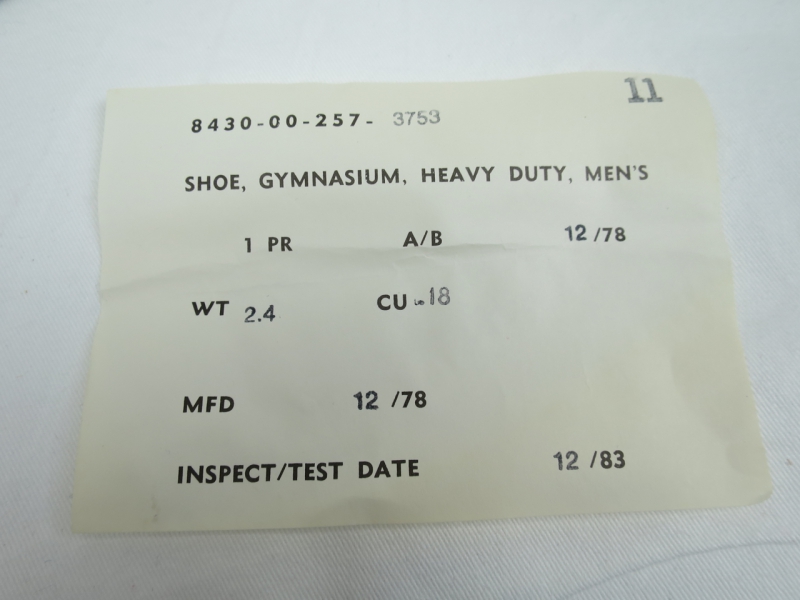 11
8430-00-257- 3753
SHOE, GYMNASIUM, HEAVY DUTY, MEN'S
1 PR A/B 12/78
WT 2.4 CU .18
MFD 12/78
INSPECT/TEST DATE 12/83